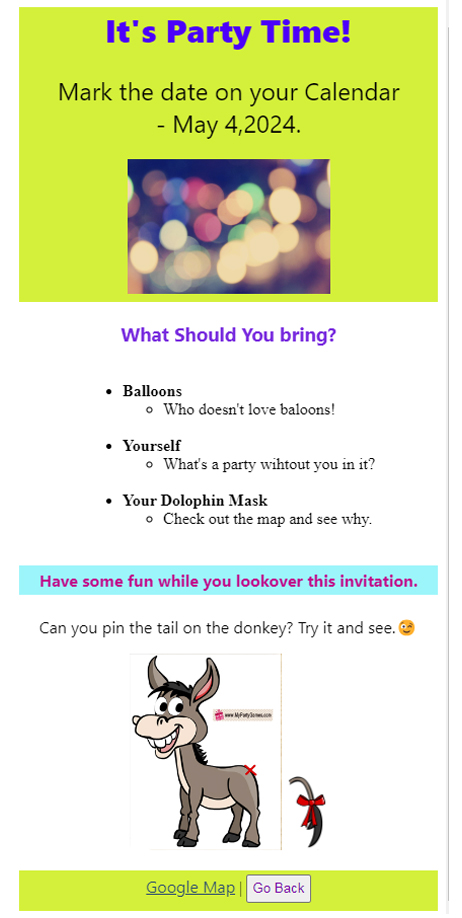 It's Party Time!
Mark the date on your Calendar
- May 4,2024.
What Should You bring?
Balloons
Who doesn't love baloons!
Yourself
What's a party wihtout you in it?
Your Dolophin Mask
Check out the map and see why.
Have some fun while you lookover this invitation.
Can you pin the tail on the donkey? Try it and see.😉
www.MyPartyGames.com
Google Map | Go Back